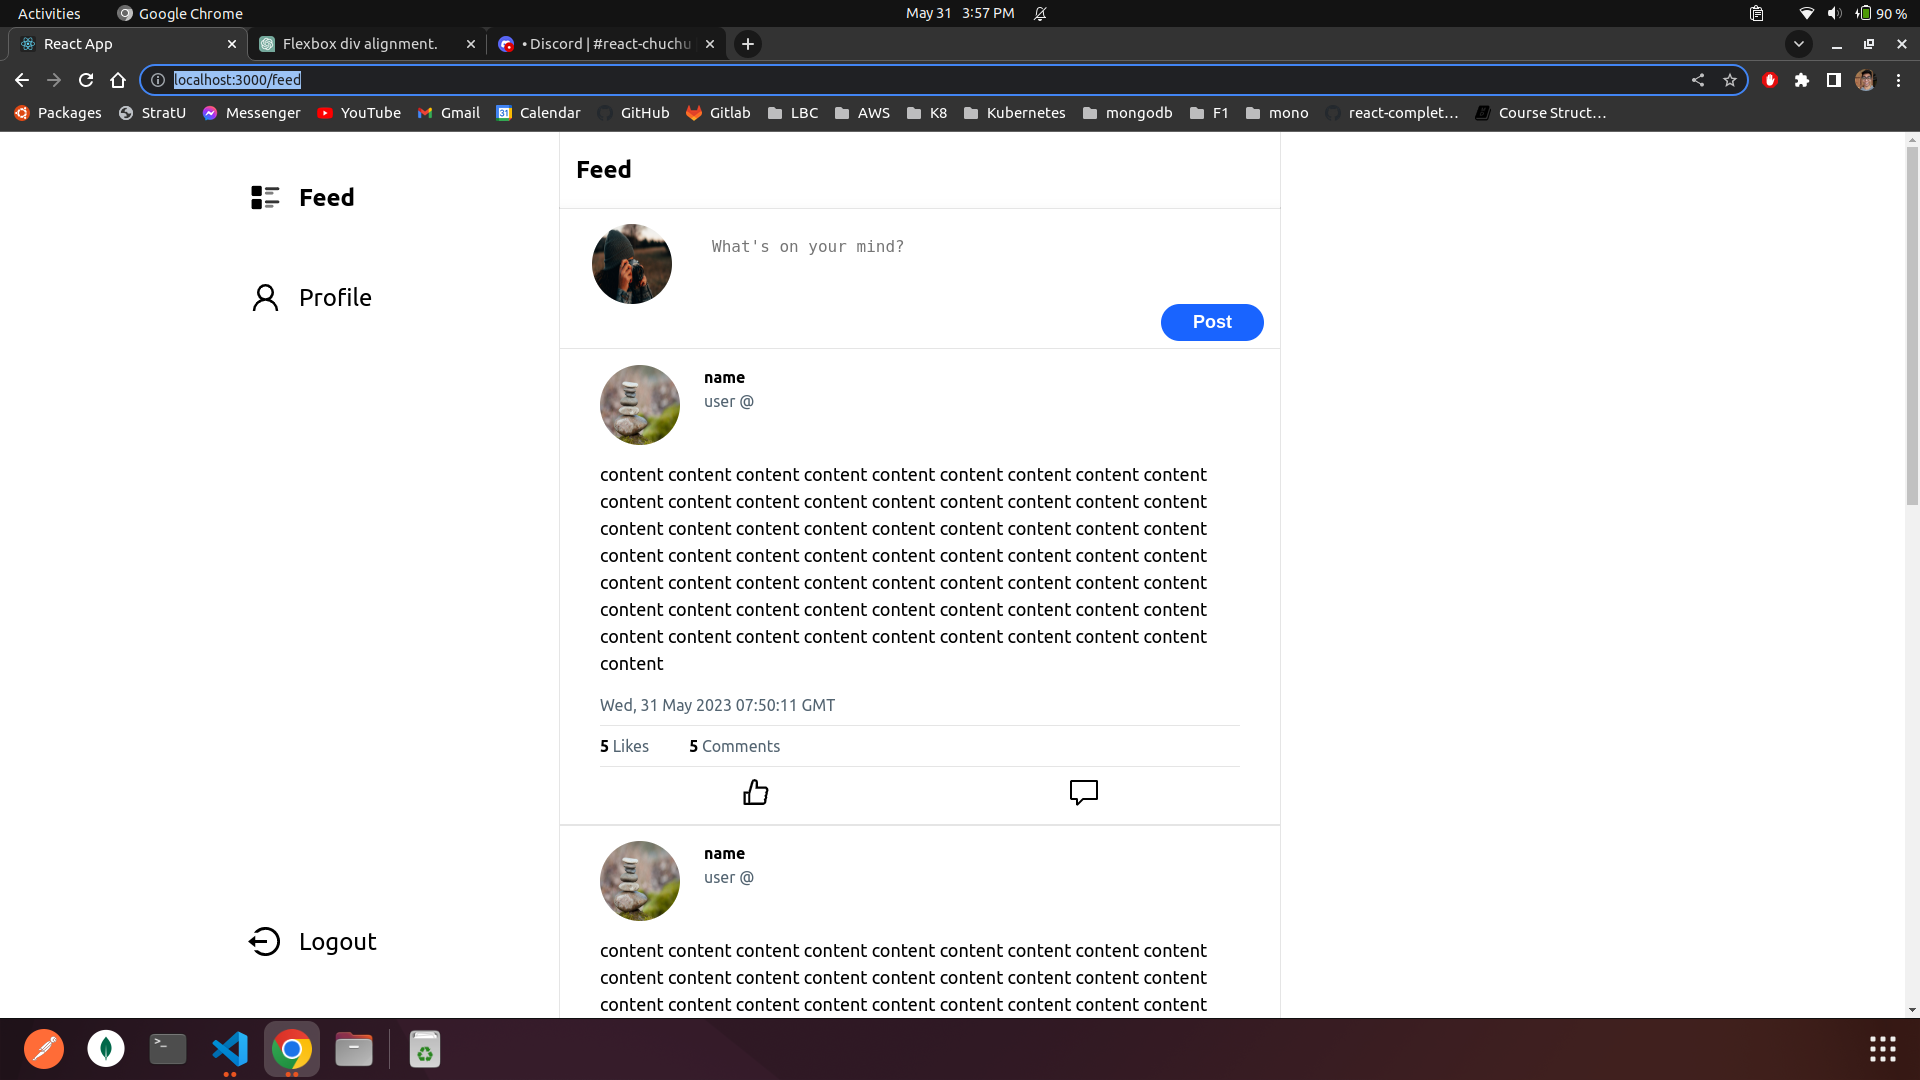 Activities Google Chrome May 31 3:57 PM 90 %
React App Flexbox div alignment. • Discord | #react-chuchu
localhost:3000/feed
Packages StratU Messenger YouTube Gmail Calendar GitHub Gitlab LBC AWS K8 Kubernetes mongodb F1 mono react-complet… Course Struct…
Feed
Profile
Logout
Feed
What's on your mind?
Post
name
user @
content content content content content content content content content
content content content content content content content content content
content content content content content content content content content
content content content content content content content content content
content content content content content content content content content
content content content content content content content content content
content content content content content content content content content
content
Wed, 31 May 2023 07:50:11 GMT
5 Likes 5 Comments
name
user @
content content content content content content content content content
content content content content content content content content content
content content content content content content content content content